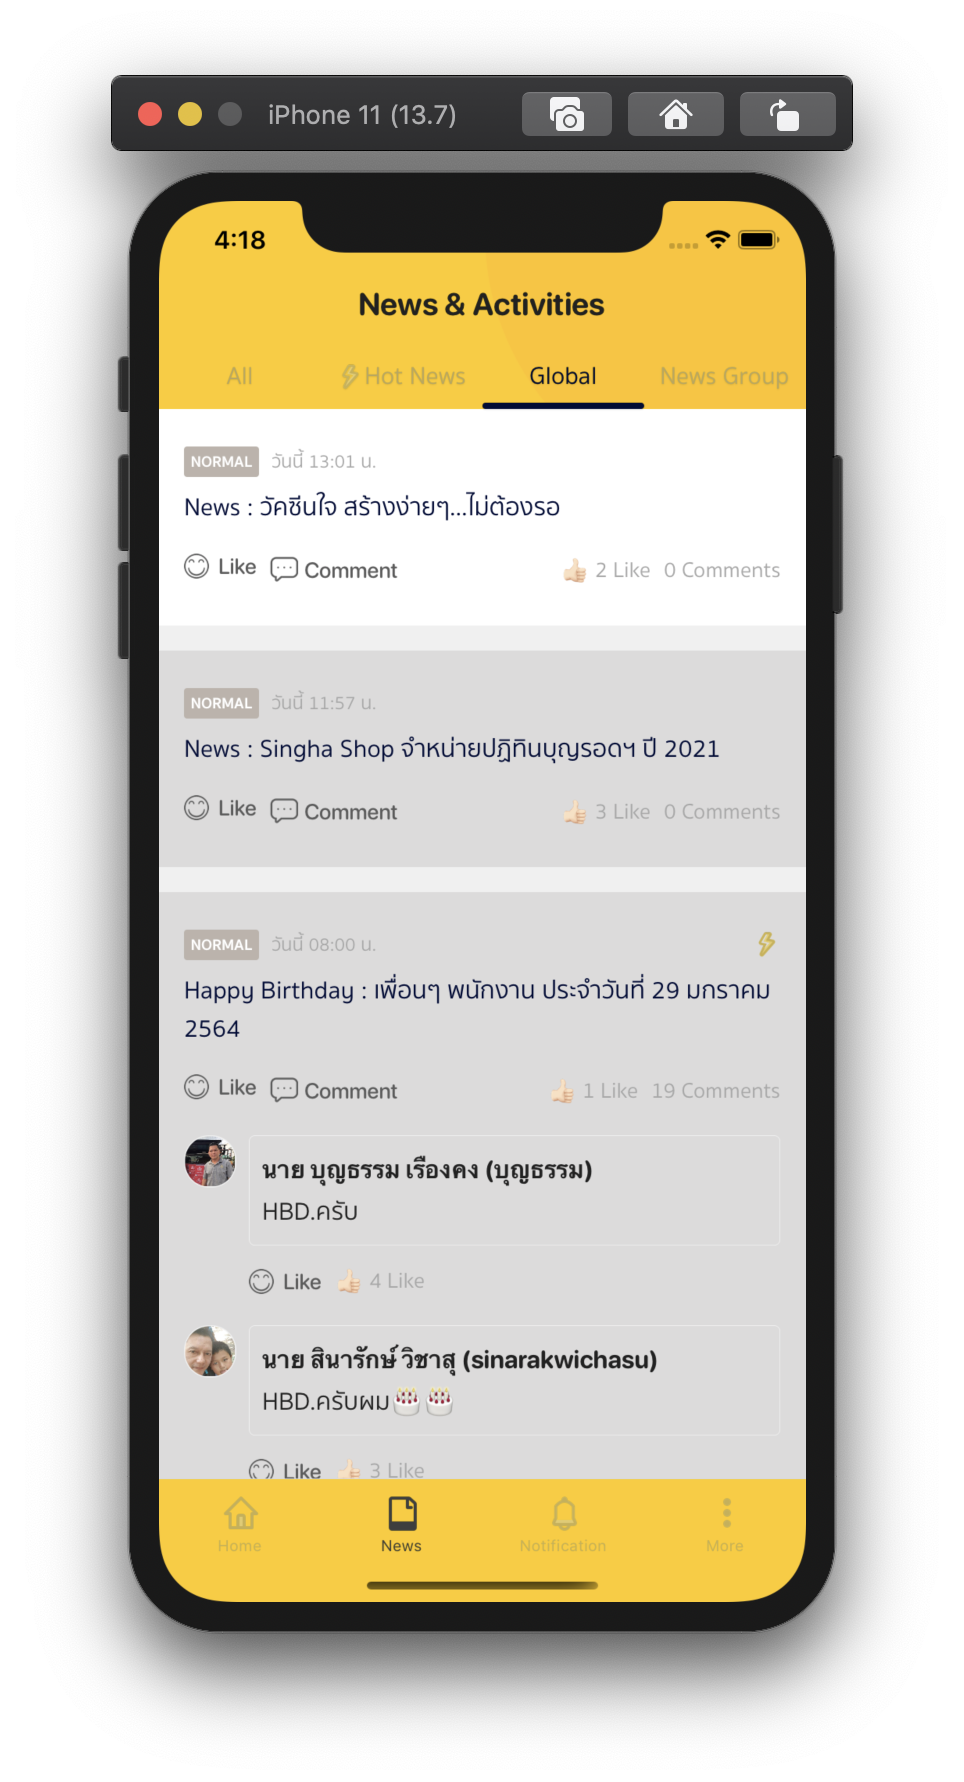 iPhone 11 (13.7)
4:18
News & Activities
All Hot News Global News Group
NORMAL วันนี้ 13:01 น.
News : วัคซีนใจ สร้างง่ายๆ...ไม่ต้องรอ
Like Comment 2 Like 0 Comments
NORMAL วันนี้ 11:57 น.
News : Singha Shop จำหน่ายปฏิทินบุญรอดฯ ปี 2021
Like Comment 3 Like 0 Comments
NORMAL วันนี้ 08:00 น.
Happy Birthday : เพื่อนๆ พนักงาน ประจำวันที่ 29 มกราคม
2564
Like Comment 1 Like 19 Comments
นาย บุญธรรม เรืองคง (บุญธรรม)
HBD.ครับ
Like 4 Like
นาย สินารักษ์ วิชาสุ (sinarakwichasu)
HBD.ครับผม🎂🎂
Like 3 Like
Home News Notification More